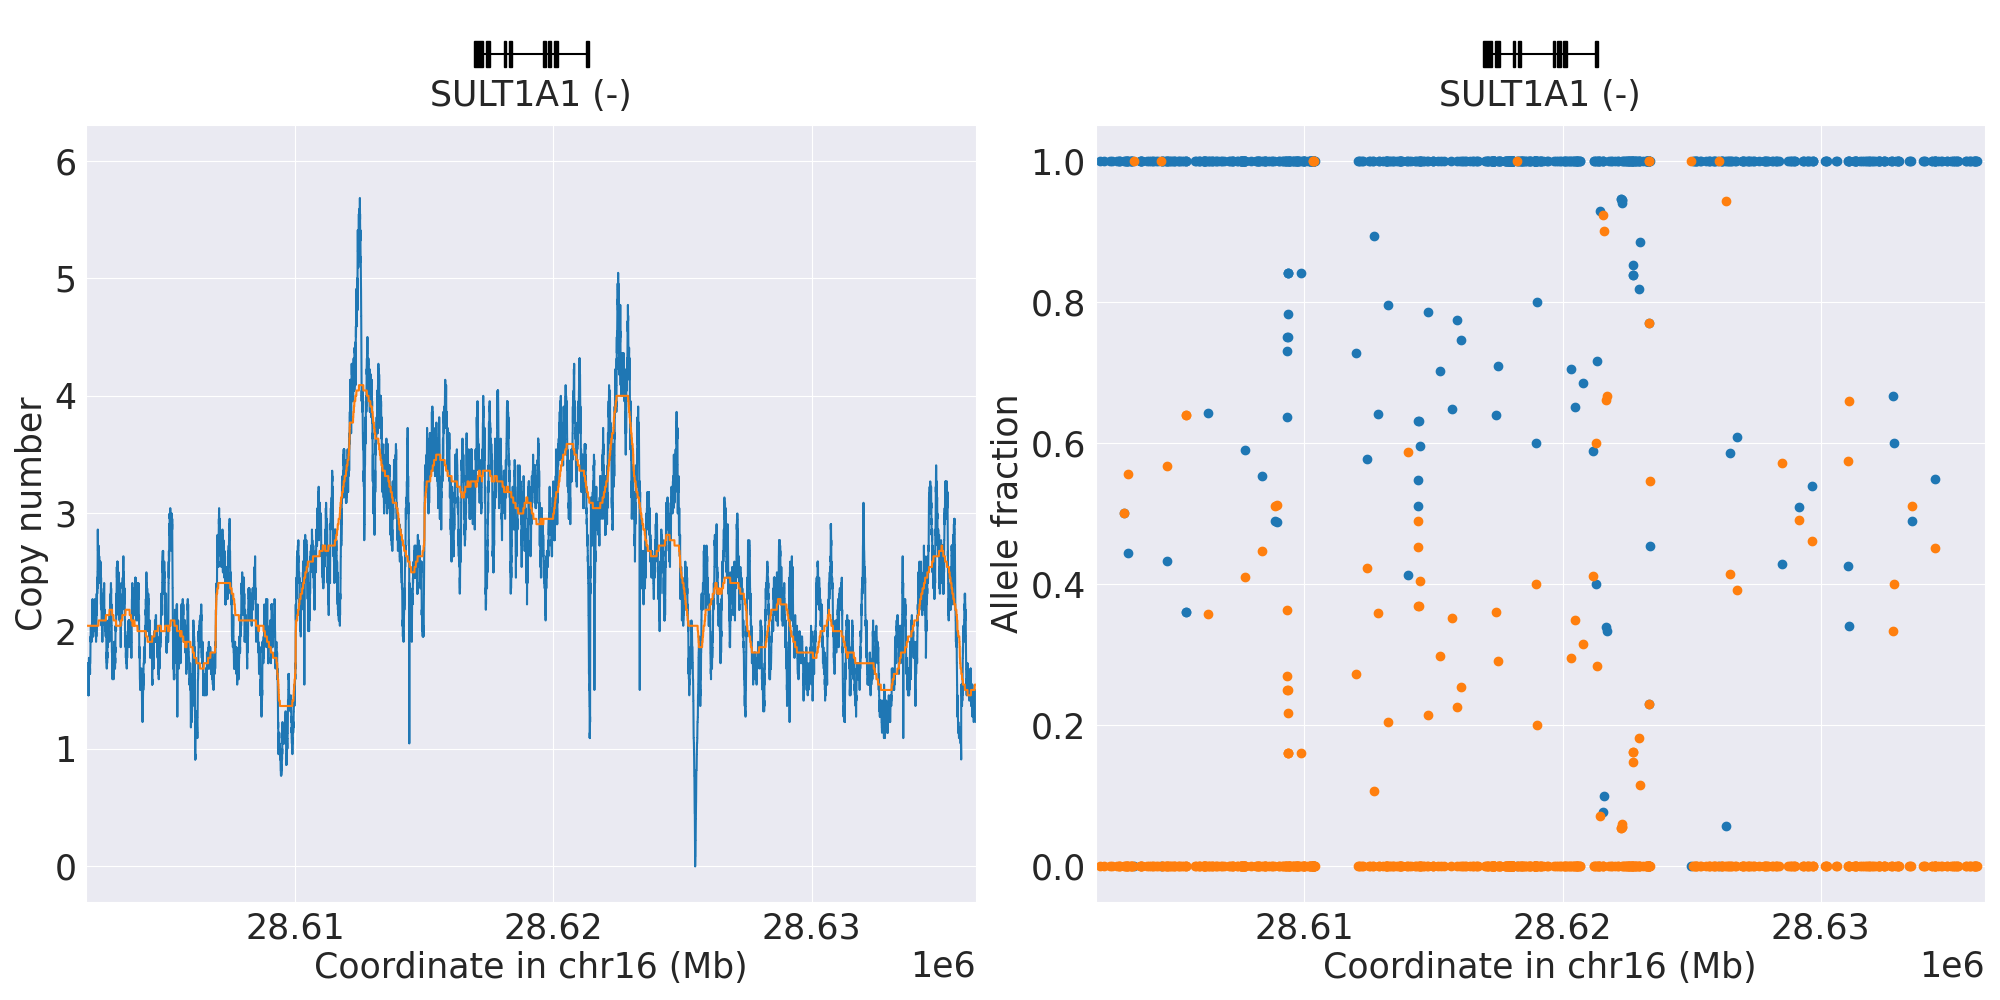 SULT1A1 (-)
SULT1A1 (-)
Copy number
6
5
4
3
2
1
0
28.61
28.62
28.63
Coordinate in chr16 (Mb)
1e6
Allele fraction
1.0
0.8
0.6
0.4
0.2
0.0
28.61
28.62
28.63
Coordinate in chr16 (Mb)
1e6